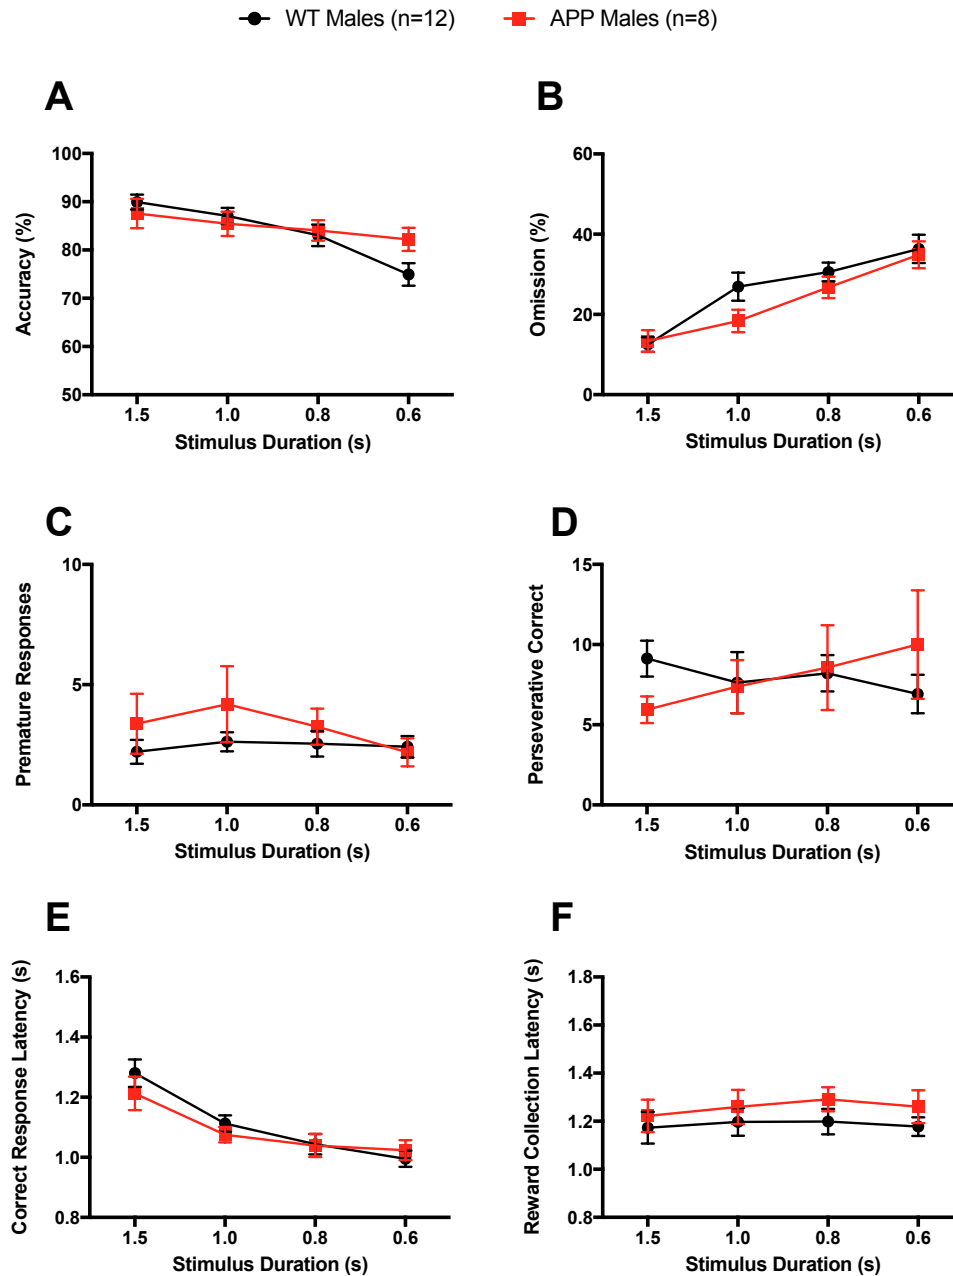 WT Males (n=12) APP Males (n=8)
A
Accuracy (%)
100
90
80
70
60
50
1.5 1.0 0.8 0.6
Stimulus Duration (s)
B
Omission (%)
60
40
20
0
1.5 1.0 0.8 0.6
Stimulus Duration (s)
C
Premature Responses
10
5
0
1.5 1.0 0.8 0.6
Stimulus Duration (s)
D
Perseverative Correct
15
10
5
0
1.5 1.0 0.8 0.6
Stimulus Duration (s)
E
Correct Response Latency (s)
1.6
1.4
1.2
1.0
0.8
1.5 1.0 0.8 0.6
Stimulus Duration (s)
F
Reward Collection Latency (s)
1.8
1.6
1.4
1.2
1.0
0.8
1.5 1.0 0.8 0.6
Stimulus Duration (s)